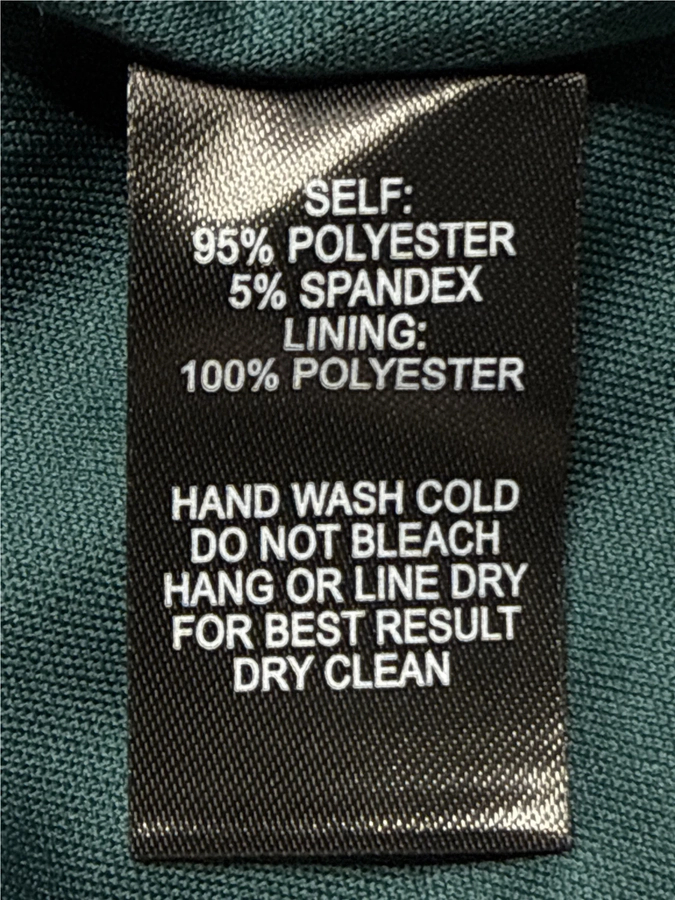 SELF:
95% POLYESTER
5% SPANDEX
LINING:
100% POLYESTER
HAND WASH COLD
DO NOT BLEACH
HANG OR LINE DRY
FOR BEST RESULT
DRY CLEAN